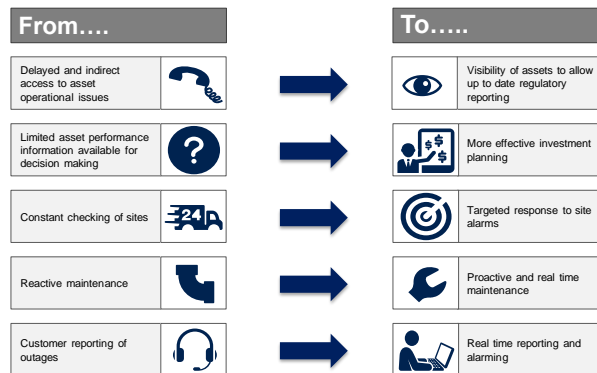 From....
To.....
Delayed and indirect
access to asset
operational issues
Visibility of assets to allow
up to date regulatory
reporting
Limited asset performance
information available for
decision making
?
$
$
$
More effective investment
planning
Constant checking of sites
24
Targeted response to site
alarms
Reactive maintenance
Proactive and real time
maintenance
Customer reporting of
outages
Real time reporting and
alarming